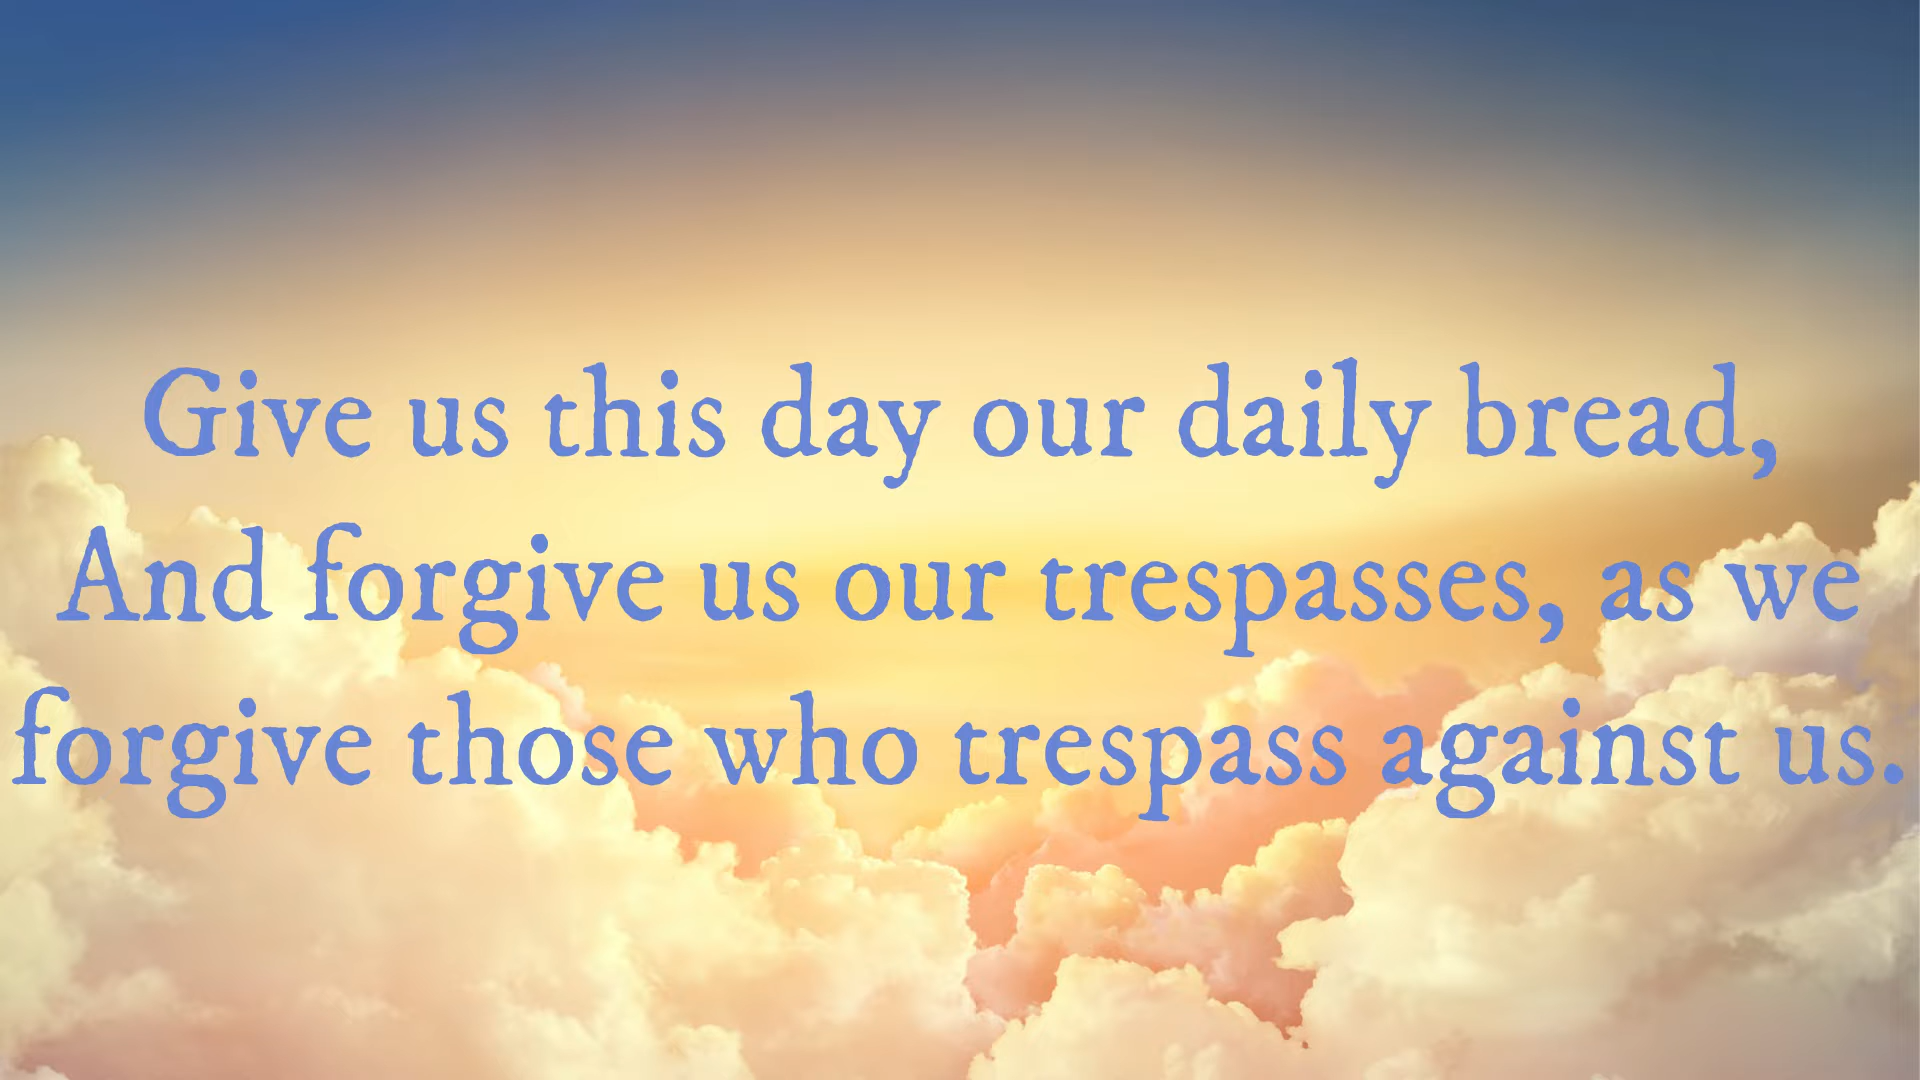 Give us this day our daily bread,
And forgive us our trespasses, as we
forgive those who trespass against us.